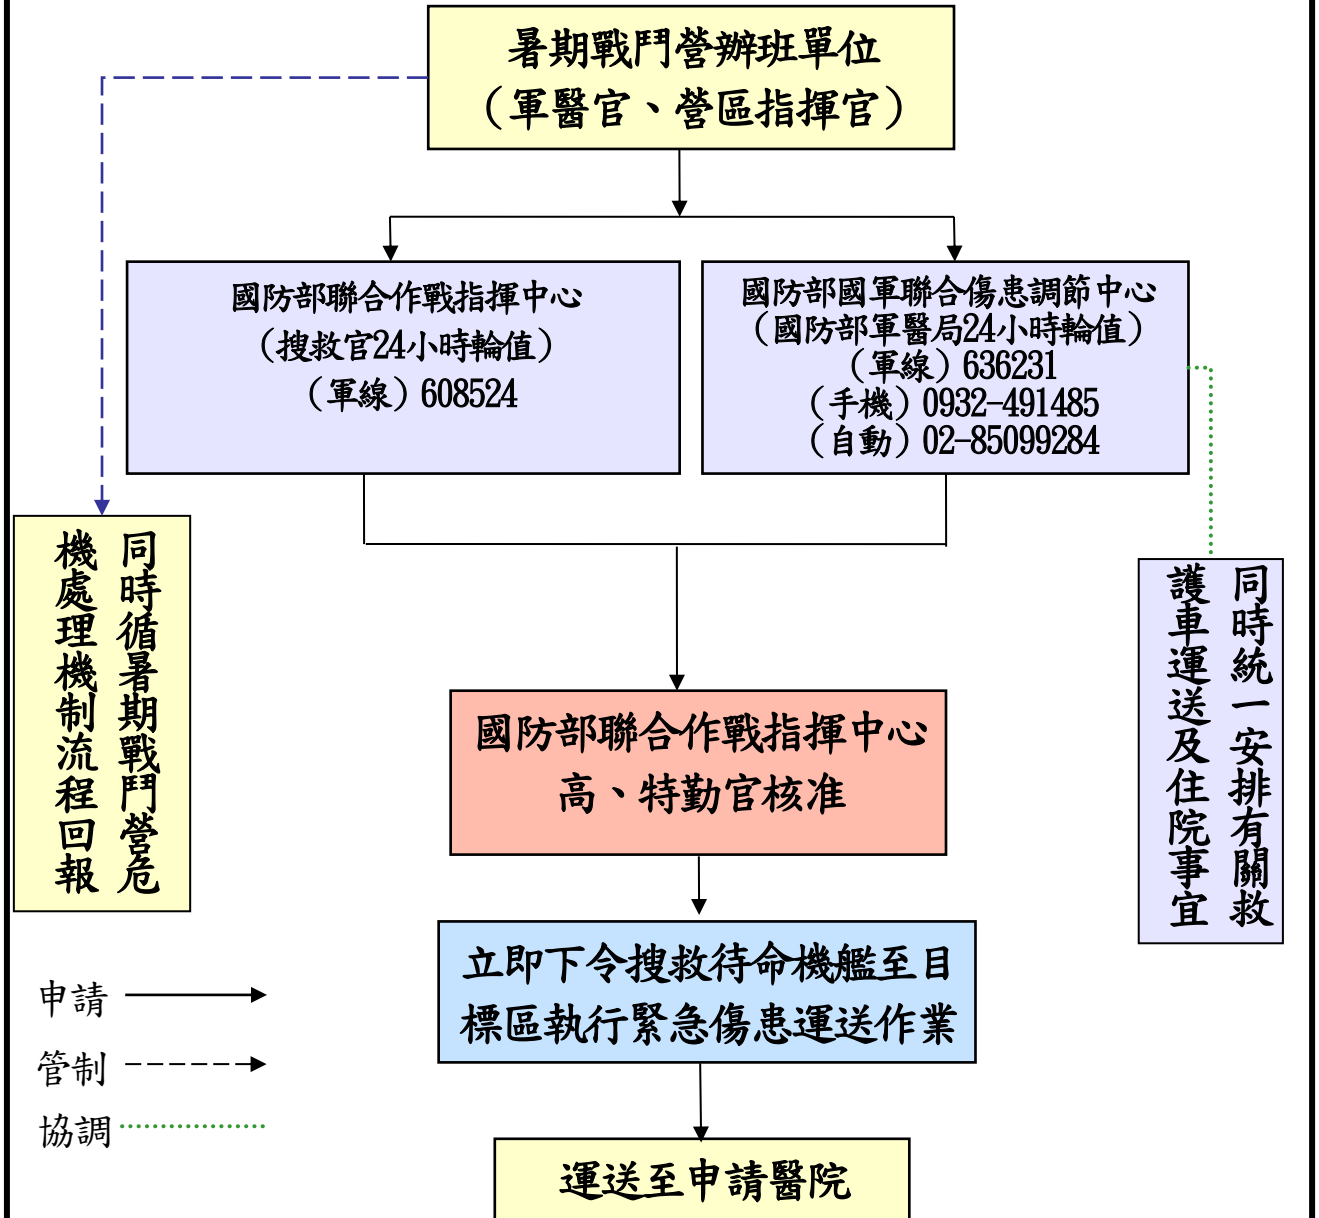 暑期戰鬥營辦班單位
（軍醫官、營區指揮官）
國防部聯合作戰指揮中心
（搜救官24小時輪值）
（軍線）608524
國防部國軍聯合傷患調節中心
（國防部軍醫局24小時輪值）
（軍線）636231
（手機）0932-491485
（自動）02-85099284
同時循暑期戰鬥營危
機處理機制流程回報
同時統一安排有關救
護車運送及住院事宜
國防部聯合作戰指揮中心
高、特勤官核准
立即下令搜救待命機艦至目
標區執行緊急傷患運送作業
運送至申請醫院
申請
管制
協調